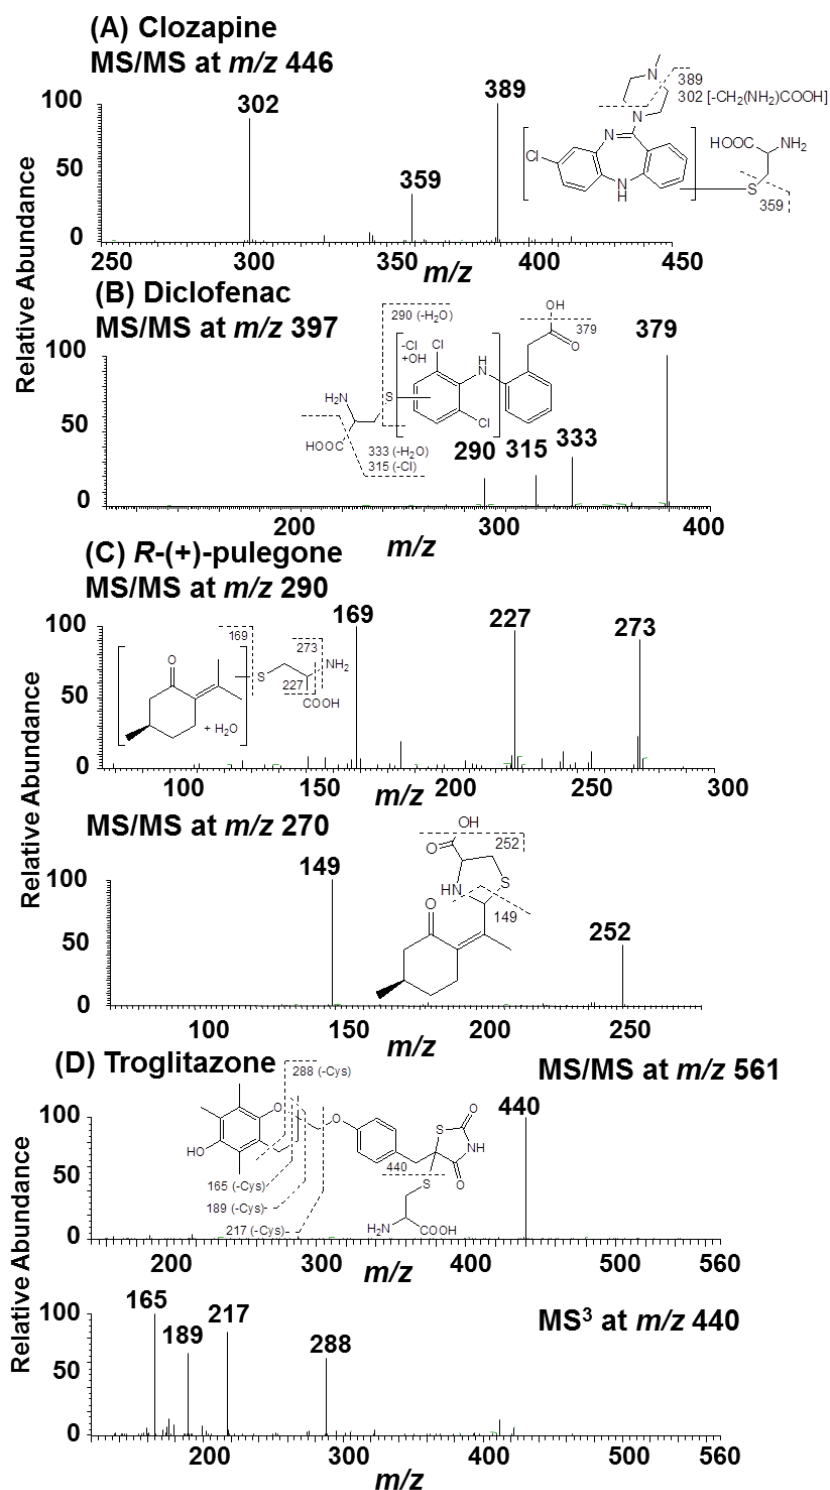 (A) Clozapine
MS/MS at m/z 446
Relative Abundance
100
50
0
302
359
389
250 300 350 400 450
m/z
N
N
N
N
H
Cl
389
302 [-CH₂(NH₂)COOH]
HOOC
NH₂
S
359
(B) Diclofenac
MS/MS at m/z 397
100
50
0
290 (-H₂O)
-Cl
+OH
Cl
H
N
OH
O
379
H₂N
S
Cl
HOOC
333 (-H₂O)
315 (-Cl)
290 315 333
379
200 300 400
m/z
(C) R-(+)-pulegone
MS/MS at m/z 290
Relative Abundance
100
50
0
O
+ H₂O
169
S
273
NH₂
227
COOH
169
227
273
100 150 200 250 300
m/z
MS/MS at m/z 270
100
50
0
149
252
OH
O
252
HN
S
149
O
100 150 200 250
m/z
(D) Troglitazone
MS/MS at m/z 561
Relative Abundance
100
50
0
288 (-Cys)
O
O
HO
S
O
NH
O
440
S
165 (-Cys)
189 (-Cys)
217 (-Cys)
H₂N
COOH
440
200 300 400 500 560
m/z
MS³ at m/z 440
100
50
0
165
189
217
288
200 300 400 500 560
m/z